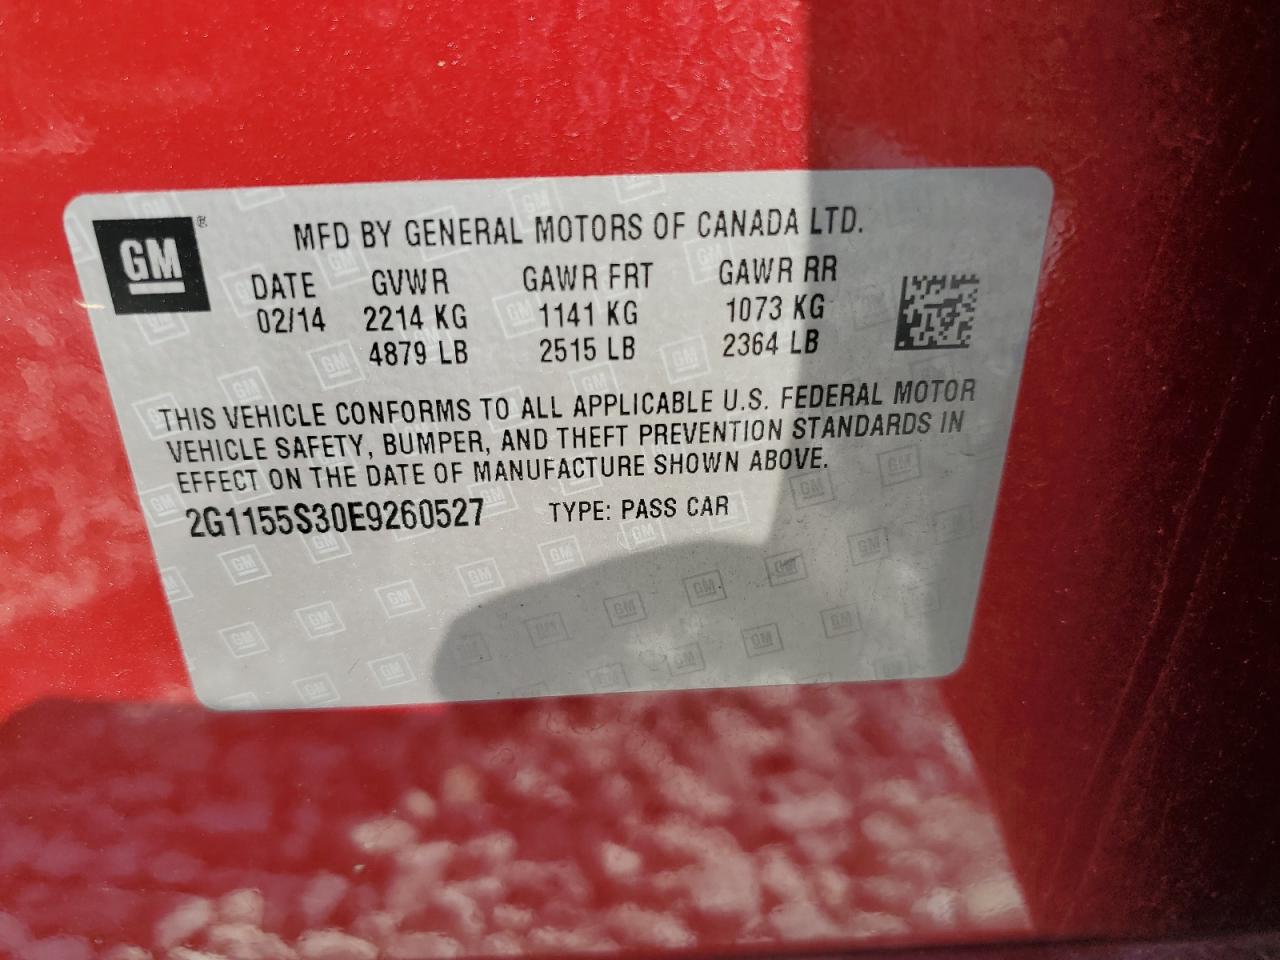 GM ®
MFD BY GENERAL MOTORS OF CANADA LTD.
DATE GVWR GAWR FRT GAWR RR
02/14 2214 KG 1141 KG 1073 KG
4879 LB 2515 LB 2364 LB
THIS VEHICLE CONFORMS TO ALL APPLICABLE U.S. FEDERAL MOTOR
VEHICLE SAFETY, BUMPER, AND THEFT PREVENTION STANDARDS IN
EFFECT ON THE DATE OF MANUFACTURE SHOWN ABOVE.
2G1155S30E9260527 TYPE: PASS CAR